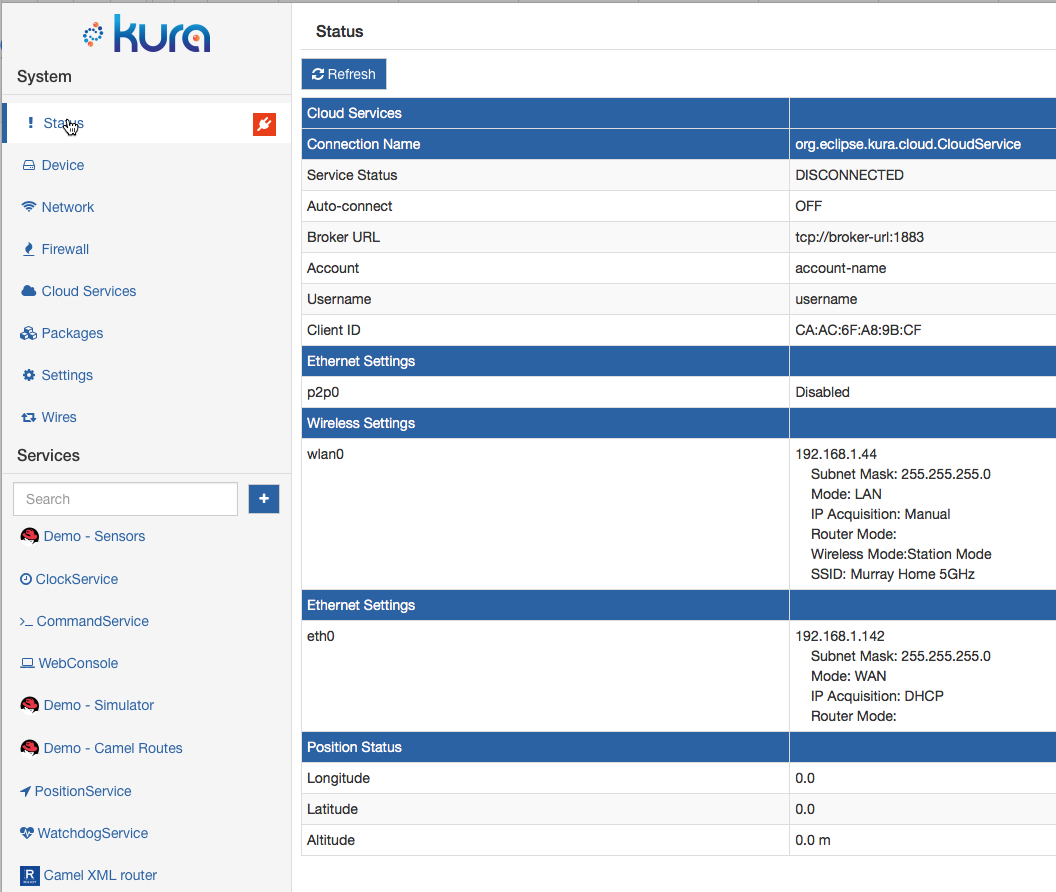 kura
System
Status
Device
Network
Firewall
Cloud Services
Packages
Settings
Wires
Services
Search
Demo - Sensors
ClockService
CommandService
WebConsole
Demo - Simulator
Demo - Camel Routes
PositionService
WatchdogService
R
Camel XML router
Status
Refresh
Cloud Services
Connection Name org.eclipse.kura.cloud.CloudService
Service Status DISCONNECTED
Auto-connect OFF
Broker URL tcp://broker-url:1883
Account account-name
Username username
Client ID CA:AC:6F:A8:9B:CF
Ethernet Settings
p2p0 Disabled
Wireless Settings
wlan0 192.168.1.44
Subnet Mask: 255.255.255.0
Mode: LAN
IP Acquisition: Manual
Router Mode:
Wireless Mode:Station Mode
SSID: Murray Home 5GHz
Ethernet Settings
eth0 192.168.1.142
Subnet Mask: 255.255.255.0
Mode: WAN
IP Acquisition: DHCP
Router Mode:
Position Status
Longitude 0.0
Latitude 0.0
Altitude 0.0 m